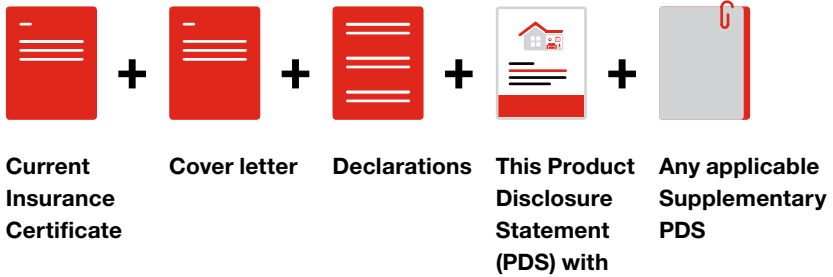 Current
Insurance
Certificate
Cover letter
Declarations
This Product
Disclosure
Statement
(PDS) with
Any applicable
Supplementary
PDS